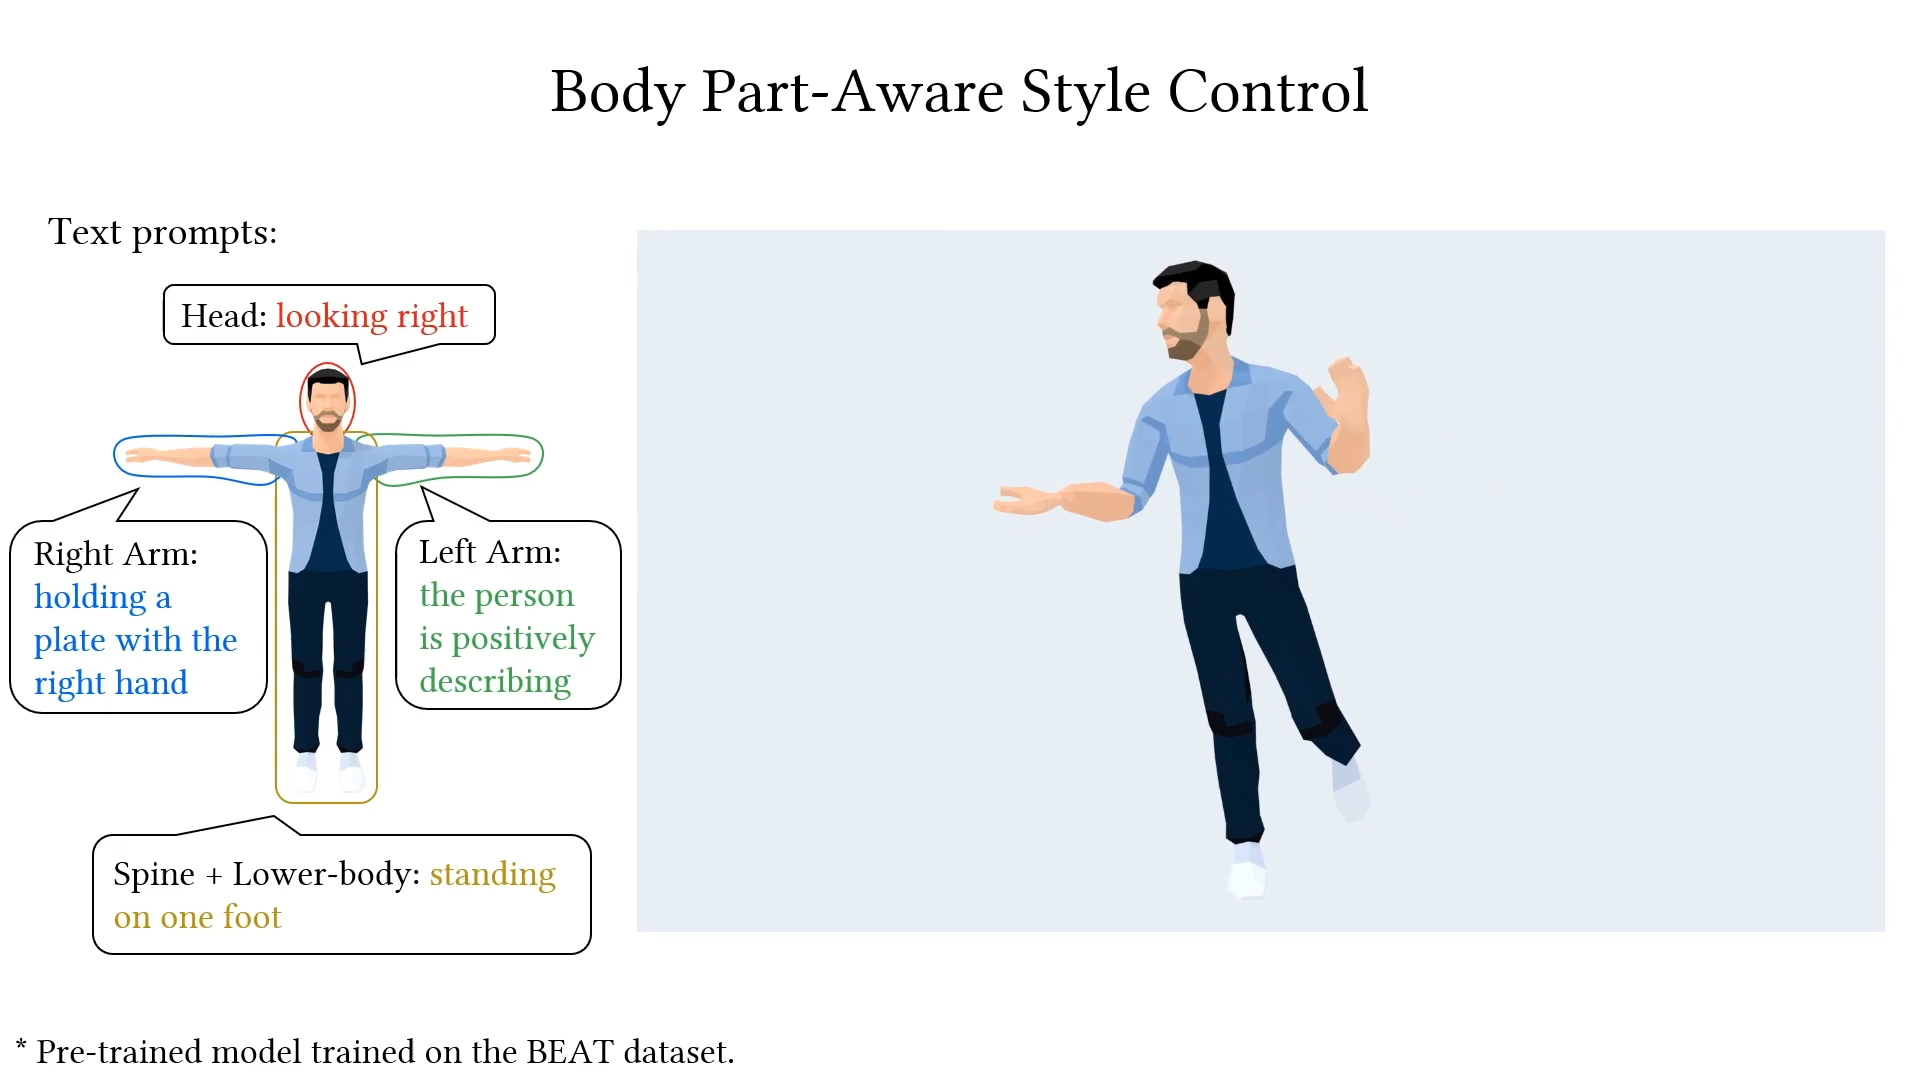 Body Part-Aware Style Control
Text prompts:
Head: looking right
Right Arm:
holding a
plate with the
right hand
Left Arm:
the person
is positively
describing
Spine + Lower-body: standing
on one foot
* Pre-trained model trained on the BEAT dataset.